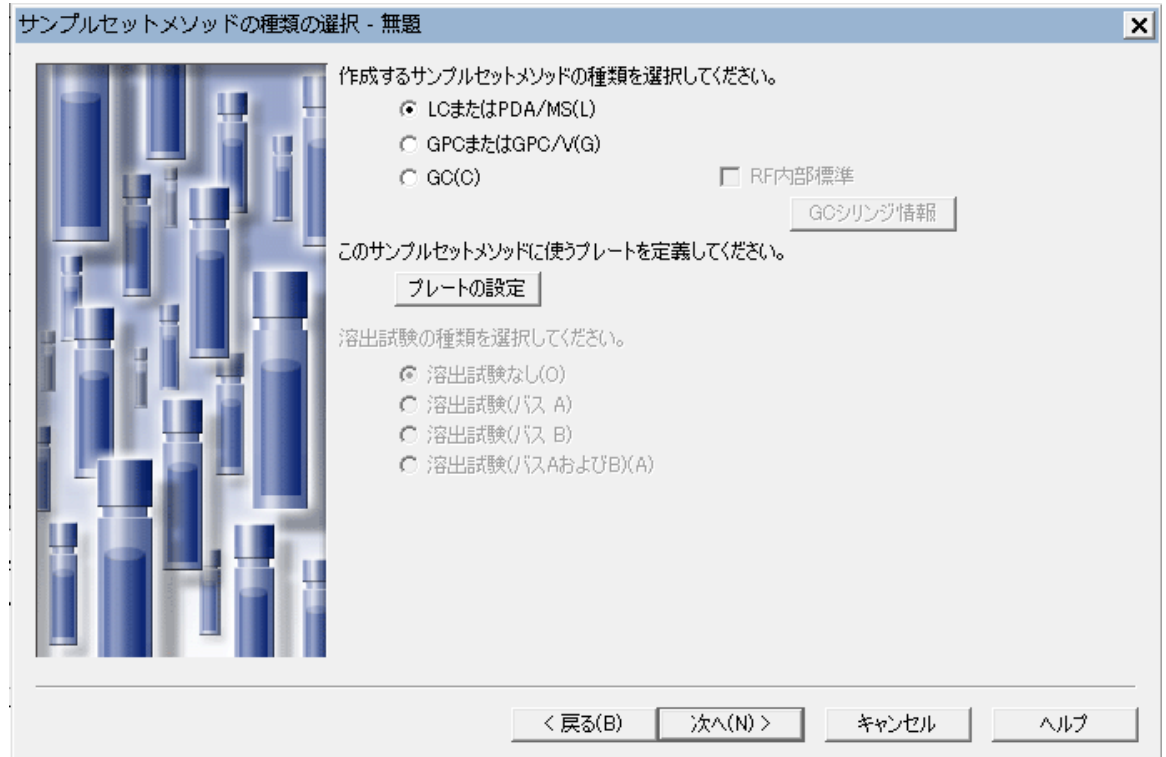 サンプルセットメソッドの種類の選択 - 無題
作成するサンプルセットメソッドの種類を選択してください。
LCまたはPDA/MS(L)
GPCまたはGPC/V(G)
GC(C)
RF内部標準
GCシリンジ情報
このサンプルセットメソッドに使うプレートを定義してください。
プレートの設定
溶出試験の種類を選択してください。
溶出試験なし(O)
溶出試験(バス A)
溶出試験(バス B)
溶出試験(バスAおよびB)(A)
< 戻る(B) 次へ(N) > キャンセル ヘルプ